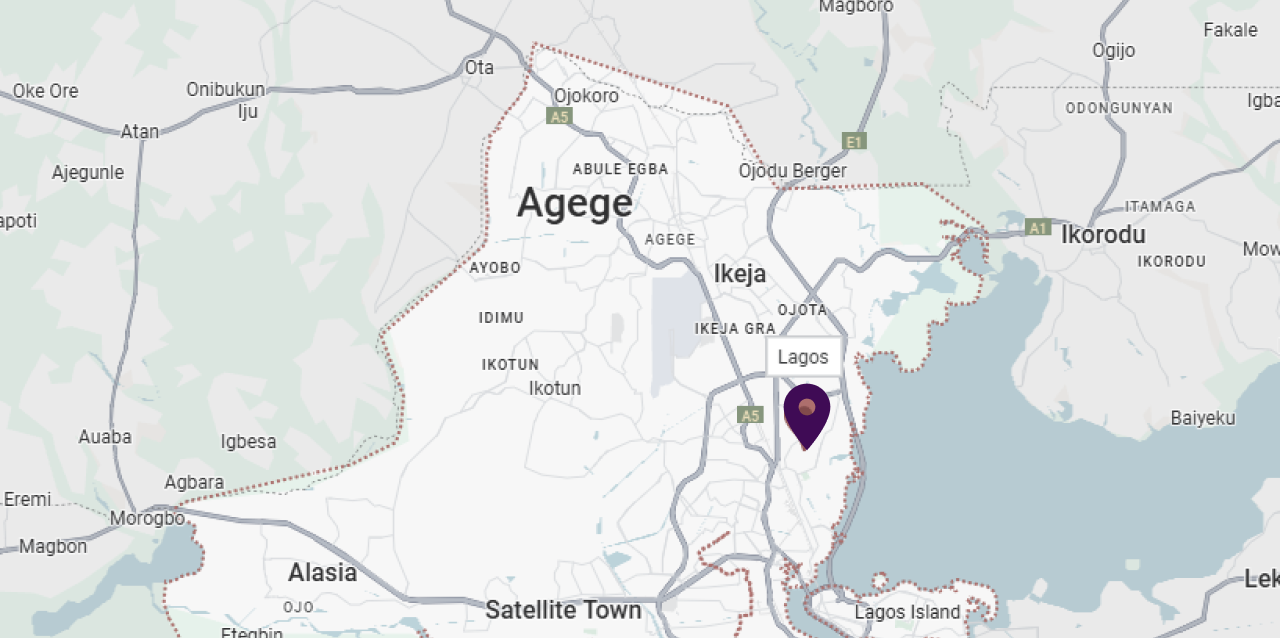 Magboro
Fakale
Ogijo
Ota
Oke Ore
Onibukun
Iju
Ojokoro
A5
Igba
ODONGUNYAN
Atan
E1
Ajegunle
ABULE EGBA
Ojodu Berger
Agege
apoti
ITAMAGA
A1
Ikorodu
AGEGE
Mow
IKORODU
AYOBO
Ikeja
OJOTA
IDIMU
IKEJA GRA
Lagos
IKOTUN
Ikotun
A5
Baiyeku
Auaba
Igbesa
Agbara
Eremi
Morogbo
Magbon
Alasia
Lek
OJO
Satellite Town
Lagos Island
Etegbin